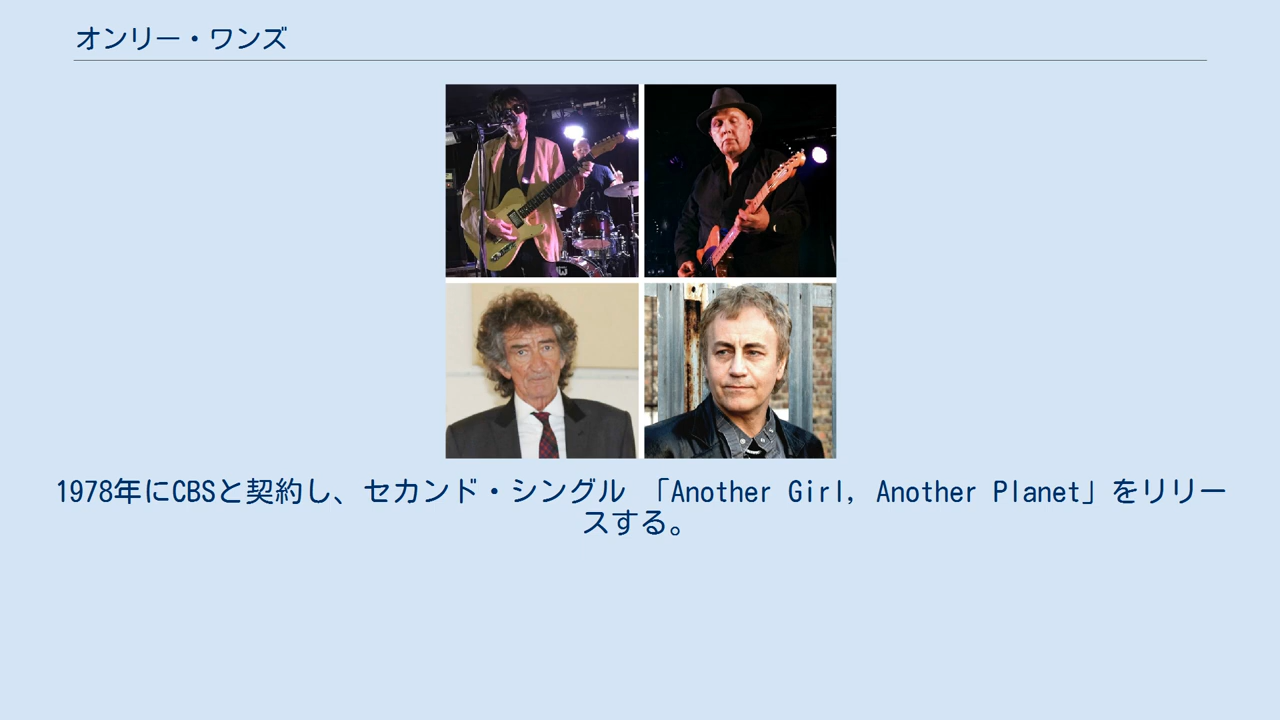 オンリー・ワンズ
1978年にCBSと契約し、セカンド・シングル 「Another Girl, Another Planet」をリリー
スする。